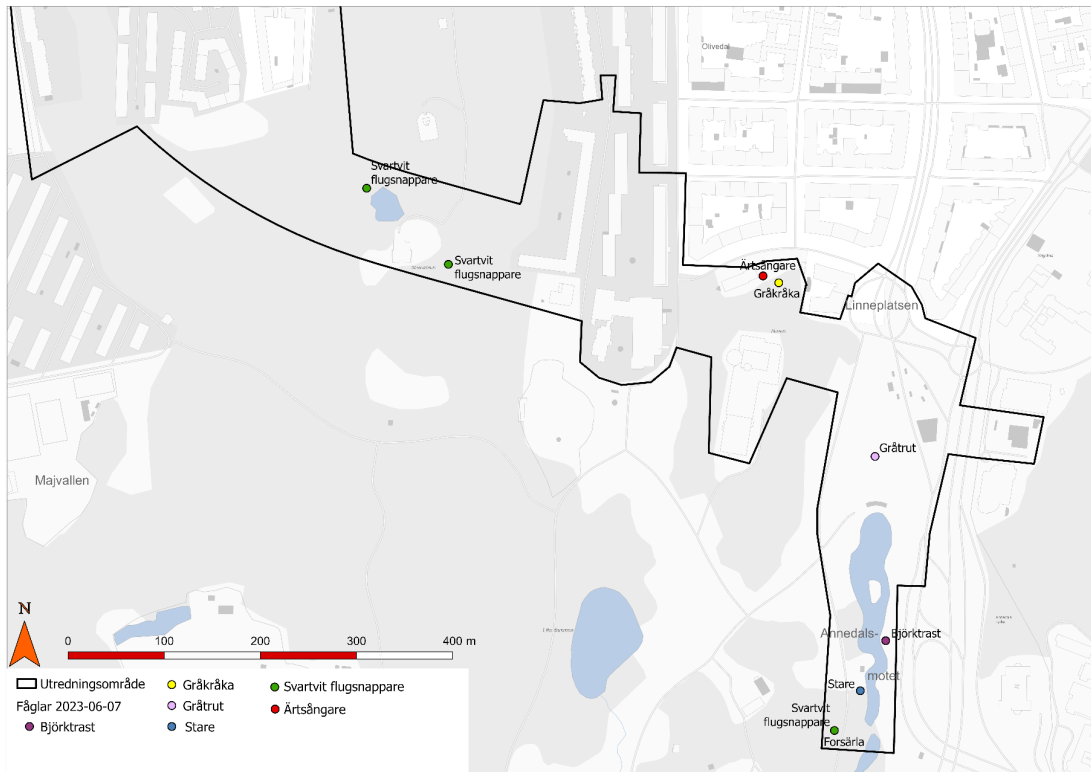 Olivedal
Svartvit
flugsnappare
Svartvit
flugsnappare
Ärtsångare
Gråkråka
Linneplatsen
Gråtrut
Majvallen
N
0
100
200
300
400 m
Annedals-
Björktrast
motet
Stare
Svartvit
flugsnappare
Forsärla
Utredningsområde
Fåglar 2023-06-07
Björktrast
Gråkråka
Gråtrut
Stare
Svartvit flugsnappare
Ärtsångare